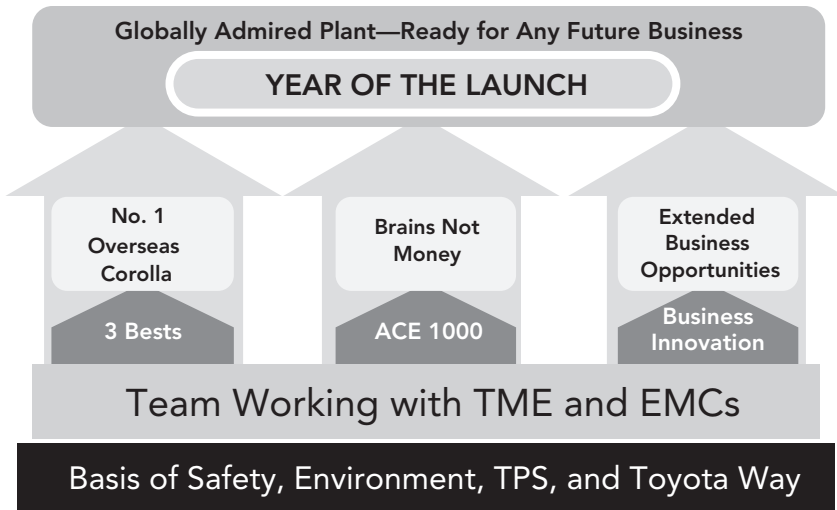 Globally Admired Plant—Ready for Any Future Business
YEAR OF THE LAUNCH
No. 1
Overseas
Corolla
3 Bests
Brains Not
Money
ACE 1000
Extended
Business
Opportunities
Business
Innovation
Team Working with TME and EMCs
Basis of Safety, Environment, TPS, and Toyota Way